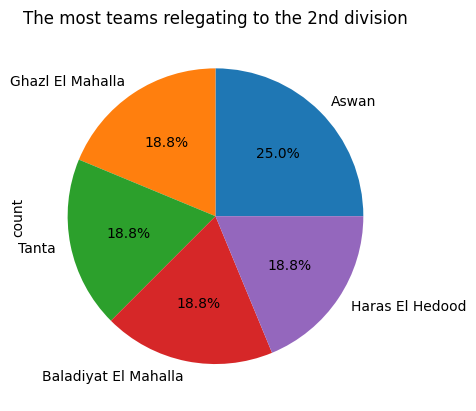 The most teams relegating to the 2nd division
Ghazl El Mahalla
Aswan
18.8%
25.0%
count
Tanta
18.8%
18.8%
18.8%
Haras El Hedood
Baladiyat El Mahalla